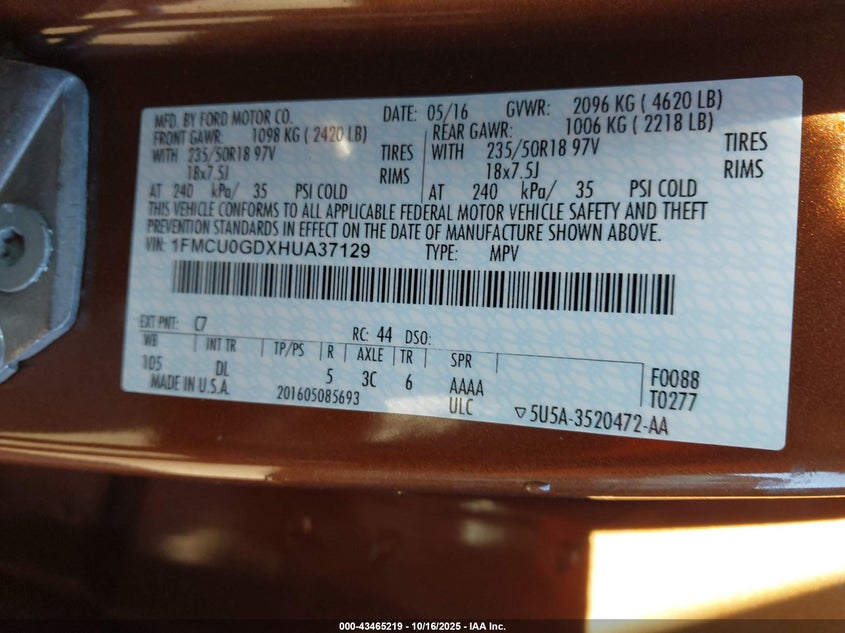 MFD. BY FORD MOTOR CO. DATE: 05/16 GVWR: 2096 KG ( 4620 LB)
FRONT GAWR: 1098 KG ( 2420 LB) REAR GAWR: 1006 KG ( 2218 LB)
WITH 235/50R18 97V TIRES WITH 235/50R18 97V TIRES
18x7.5J RIMS 18x7.5J RIMS
AT 240 kPa/ 35 PSI COLD AT 240 kPa/ 35 PSI COLD
THIS VEHICLE CONFORMS TO ALL APPLICABLE FEDERAL MOTOR VEHICLE SAFETY AND THEFT
PREVENTION STANDARDS IN EFFECT ON THE DATE OF MANUFACTURE SHOWN ABOVE.
VIN: 1FMCU0GDXHUA37129 TYPE: MPV
EXT PNT: C7 RC: 44 DSO:
WB INT TR TP/PS R AXLE TR SPR
105 DL 5 3C 6 AAAA F0088
MADE IN U.S.A. 201605085693 ULC ▽5U5A-3520472-AA T0277
000-43465219 - 10/16/2025 - IAA Inc.